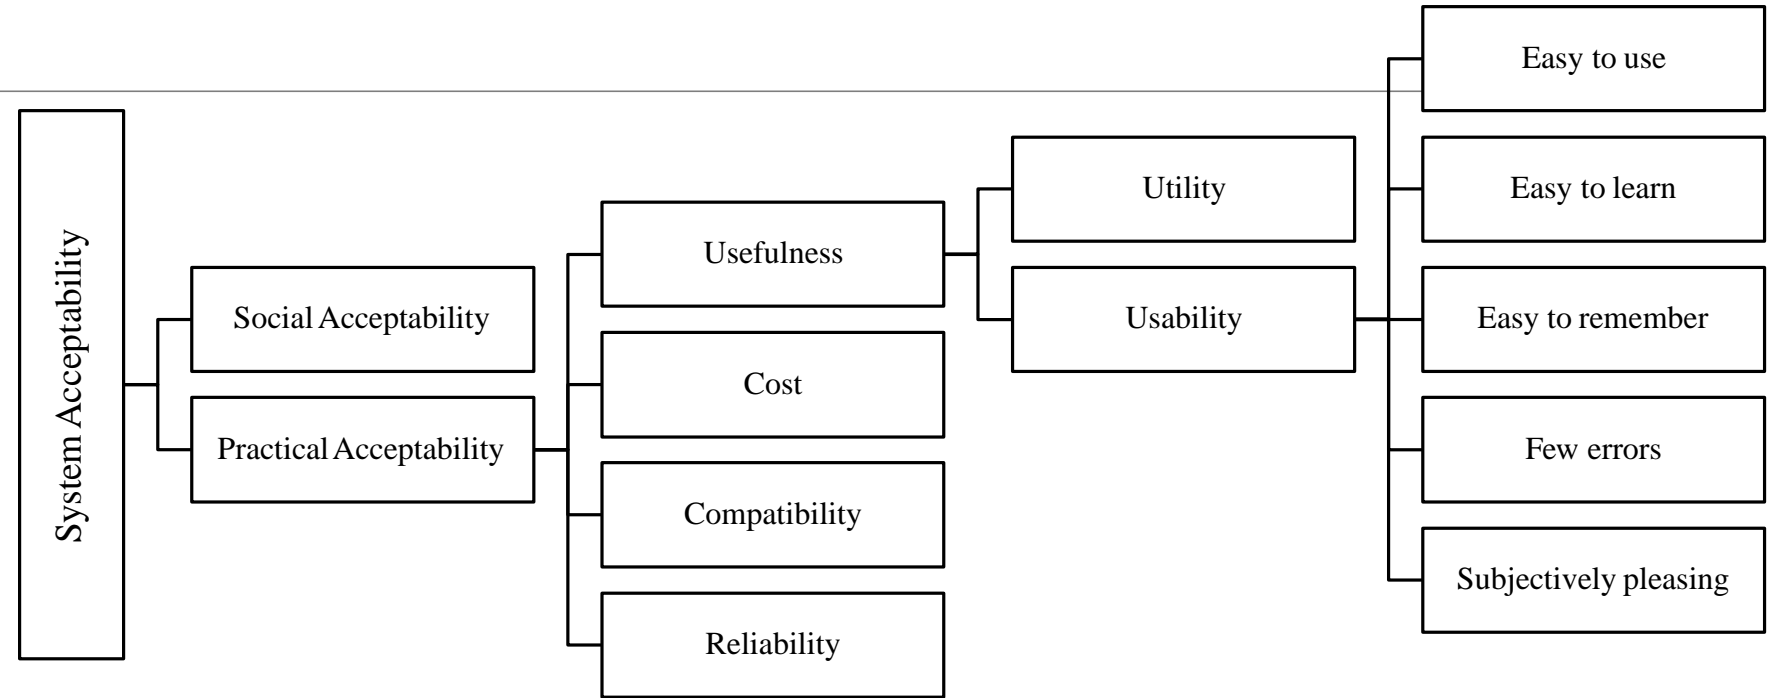 System Acceptability
Social Acceptability
Practical Acceptability
Usefulness
Cost
Compatibility
Reliability
Utility
Usability
Easy to use
Easy to learn
Easy to remember
Few errors
Subjectively pleasing